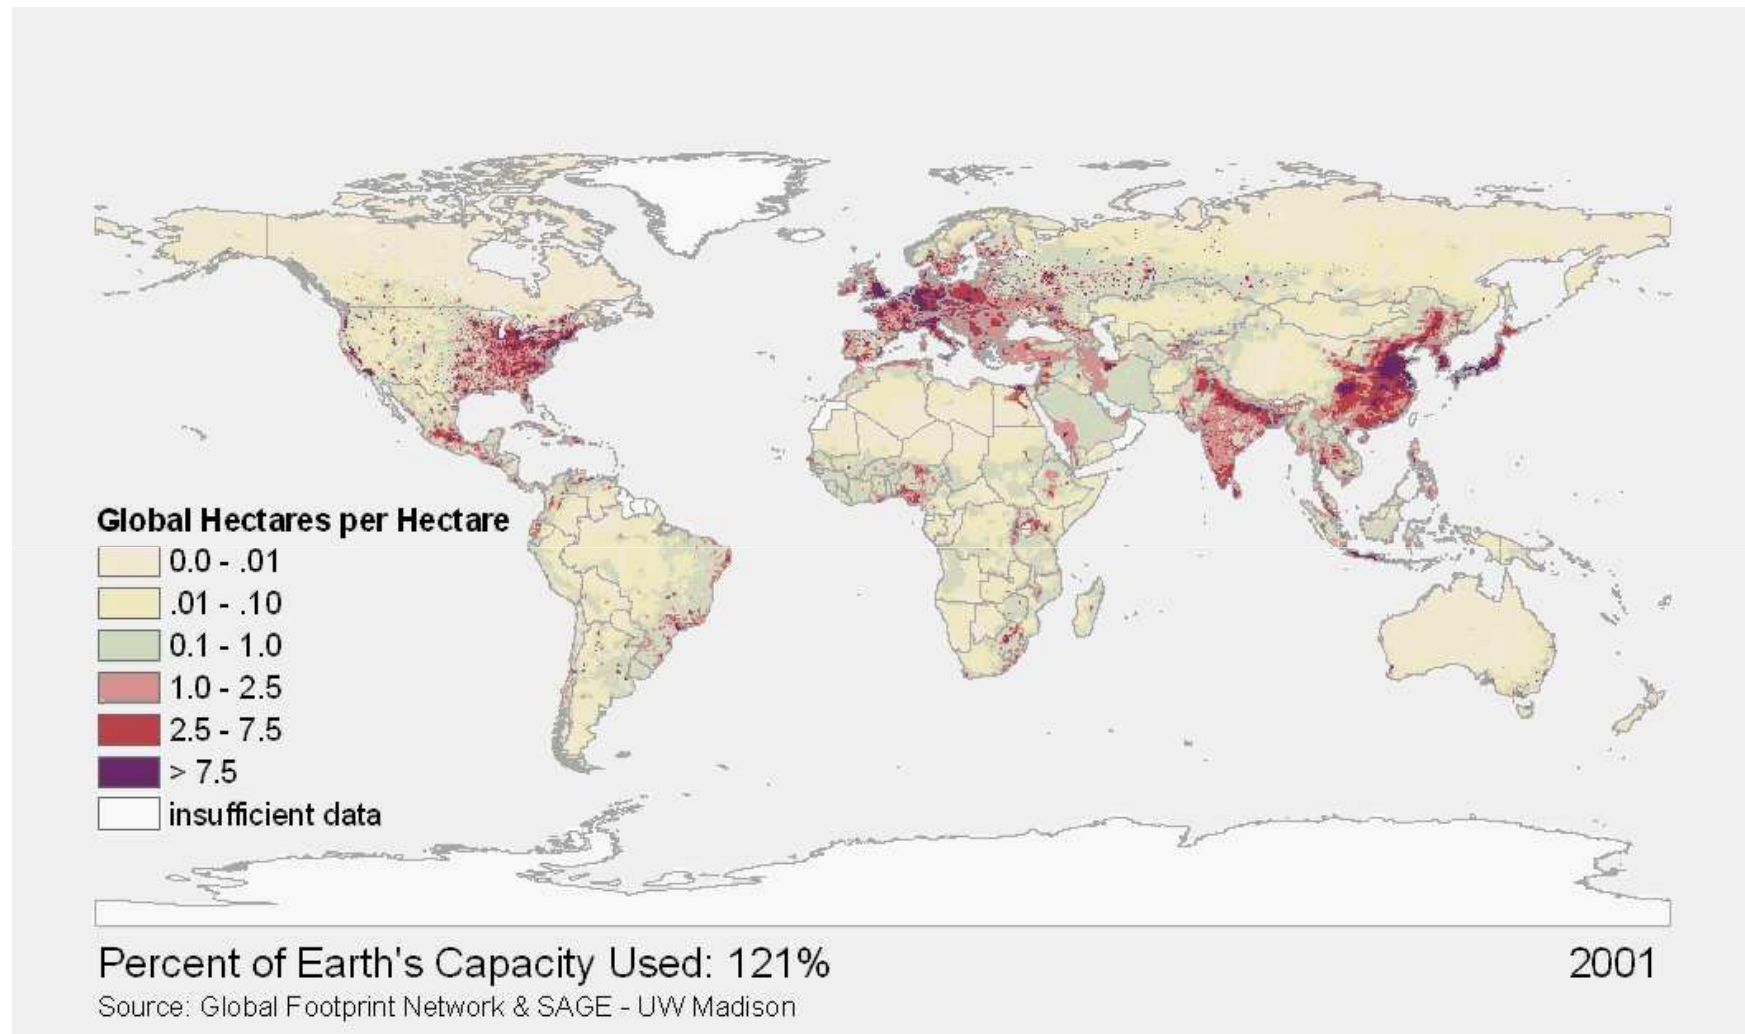 Global Hectares per Hectare
0.0 - .01
.01 - .10
0.1 - 1.0
1.0 - 2.5
2.5 - 7.5
> 7.5
insufficient data
Percent of Earth's Capacity Used: 121%
2001
Source: Global Footprint Network & SAGE - UW Madison